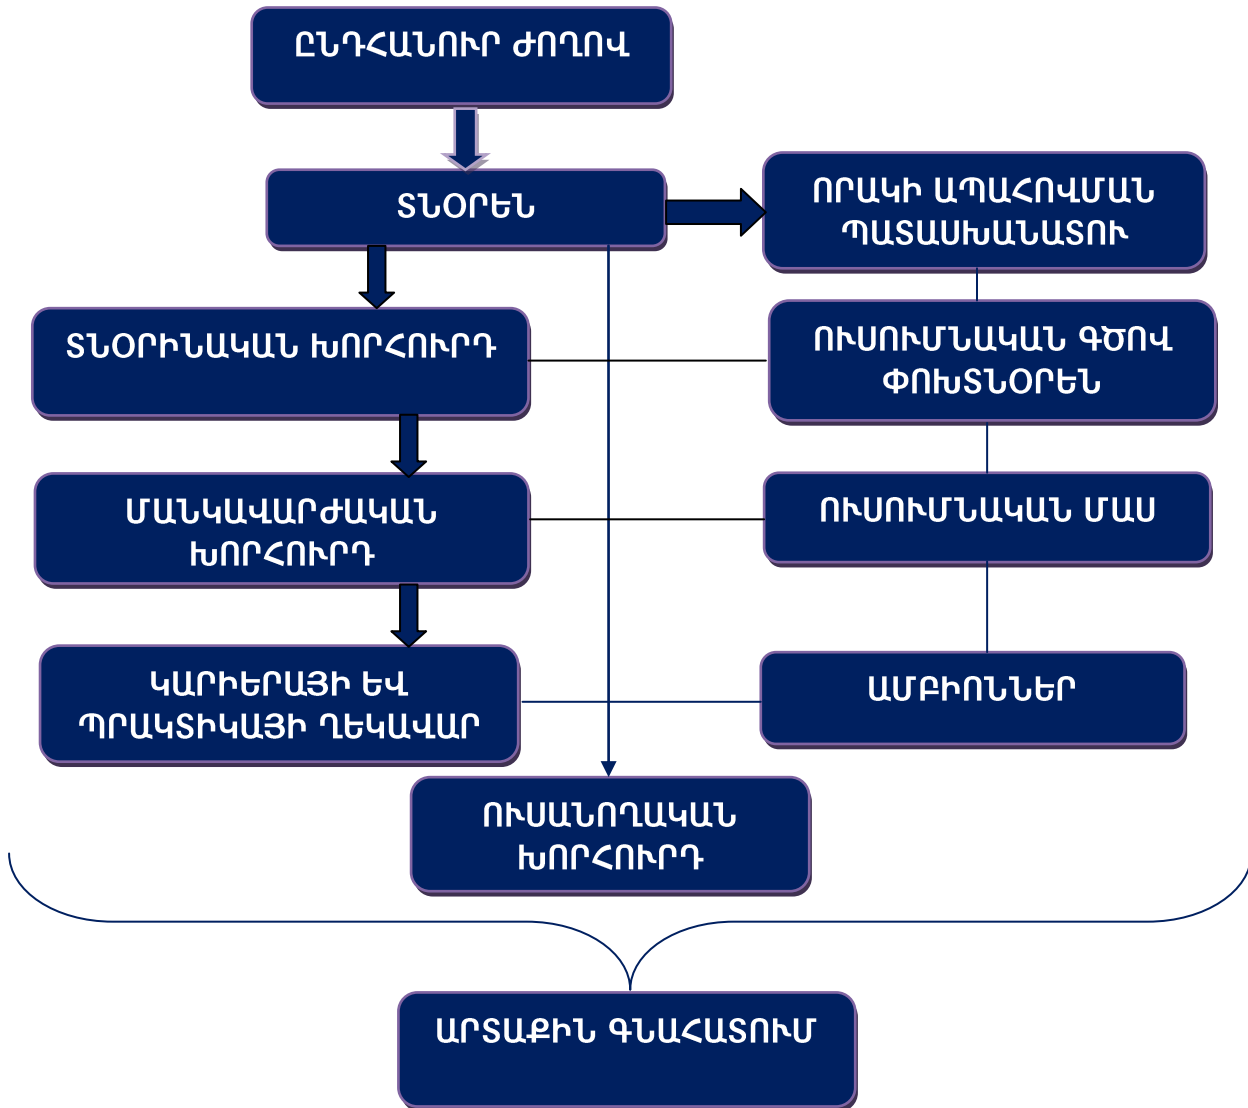 ԸՆԴՀԱՆՈՒՐ ԺՈՂՈՎ
ՏՆՕՐԵՆ
ՈՐԱԿԻ ԱՊԱՀՈՎՄԱՆ
ՊԱՏԱՍԽԱՆԱՏՈՒ
ՏՆՕՐԻՆԱԿԱՆ ԽՈՐՀՈՒՐԴ
ՈՒՍՈՒՄՆԱԿԱՆ ԳԾՈՎ
ՓՈԽՏՆՕՐԵՆ
ՄԱՆԿԱՎԱՐԺԱԿԱՆ
ԽՈՐՀՈՒՐԴ
ՈՒՍՈՒՄՆԱԿԱՆ ՄԱՍ
ԿԱՐԻԵՐԱՅԻ ԵՎ
ՊՐԱԿՏԻԿԱՅԻ ՂԵԿԱՎԱՐ
ԱՄԲԻՈՆՆԵՐ
ՈՒՍԱՆՈՂԱԿԱՆ
ԽՈՐՀՈՒՐԴ
ԱՐՏԱՔԻՆ ԳՆԱՀԱՏՈՒՄ